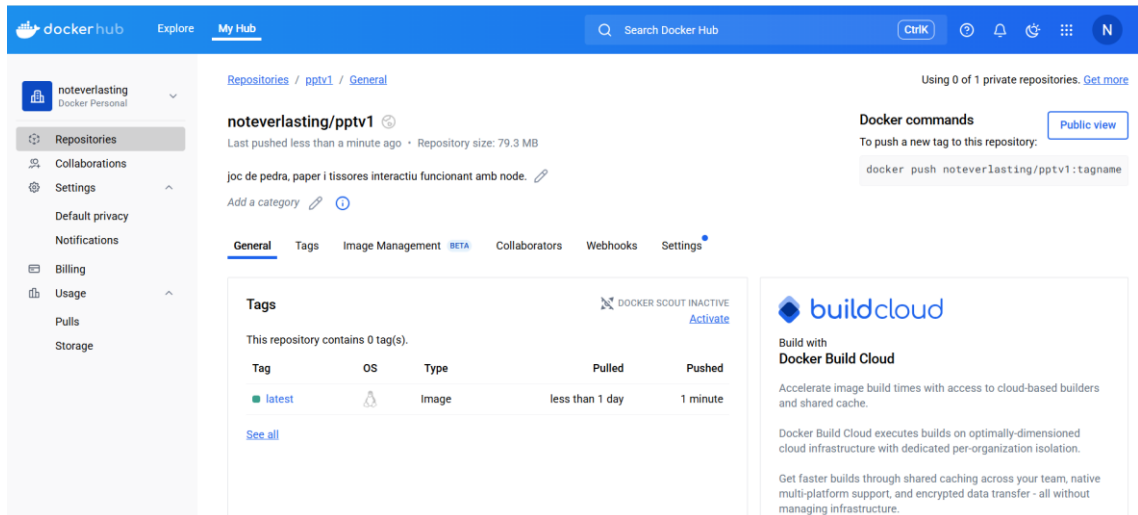 dockerhub Explore My Hub Search Docker Hub CtrlK N
noteverlasting
Docker Personal
Repositories
Collaborations
Settings
Default privacy
Notifications
Billing
Usage
Pulls
Storage
Repositories / pptv1 / General
Using 0 of 1 private repositories. Get more
noteverlasting/pptv1
Last pushed less than a minute ago • Repository size: 79.3 MB
joc de pedra, paper i tissores interactiu funcionant amb node.
Add a category
Docker commands
Public view
To push a new tag to this repository:
docker push noteverlasting/pptv1:tagname
General Tags Image Management BETA Collaborators Webhooks Settings
Tags
DOCKER SCOUT INACTIVE
Activate
This repository contains 0 tag(s).
Tag OS Type Pulled Pushed
latest Image less than 1 day 1 minute
See all
buildcloud
Build with
Docker Build Cloud
Accelerate image build times with access to cloud-based builders
and shared cache.
Docker Build Cloud executes builds on optimally-dimensioned
cloud infrastructure with dedicated per-organization isolation.
Get faster builds through shared caching across your team, native
multi-platform support, and encrypted data transfer - all without
managing infrastructure.